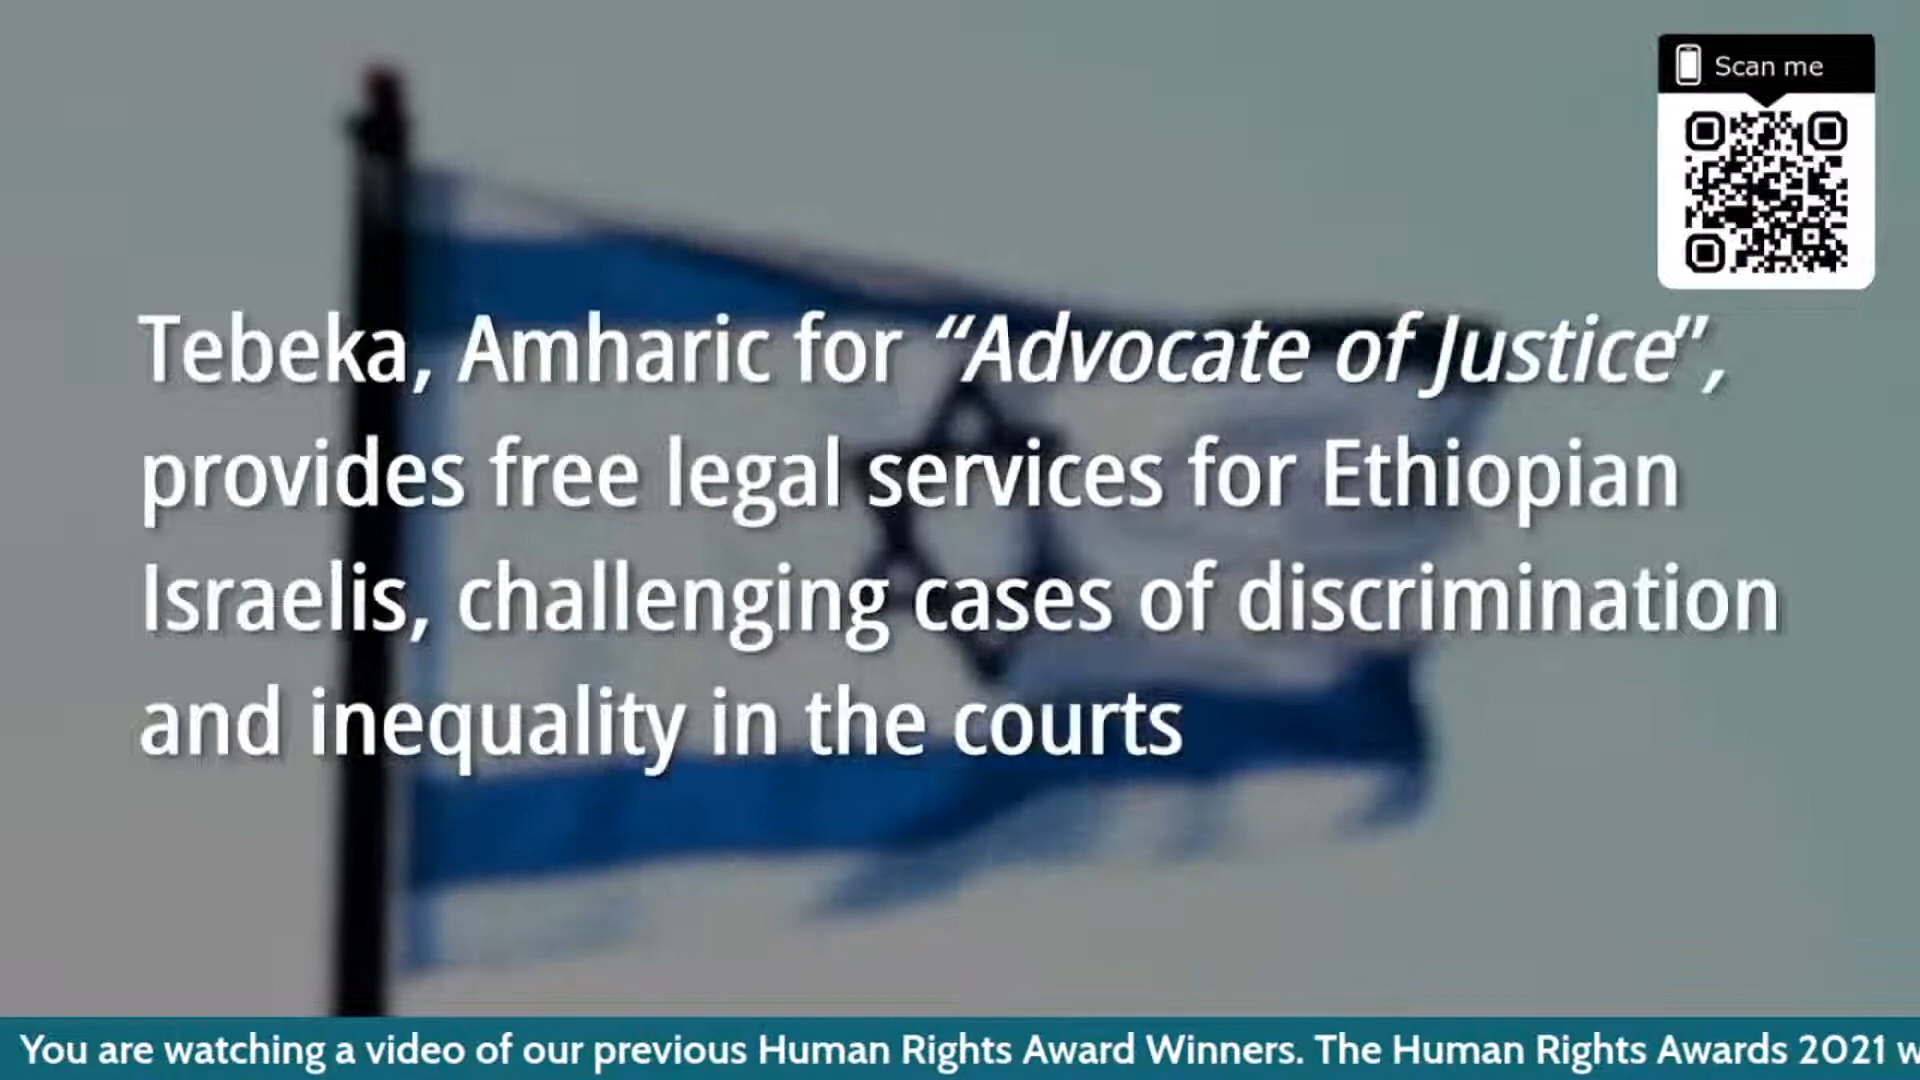 Scan me
Tebeka, Amharic for “Advocate of Justice”,
provides free legal services for Ethiopian
Israelis, challenging cases of discrimination
and inequality in the courts
You are watching a video of our previous Human Rights Award Winners. The Human Rights Awards 2021 w